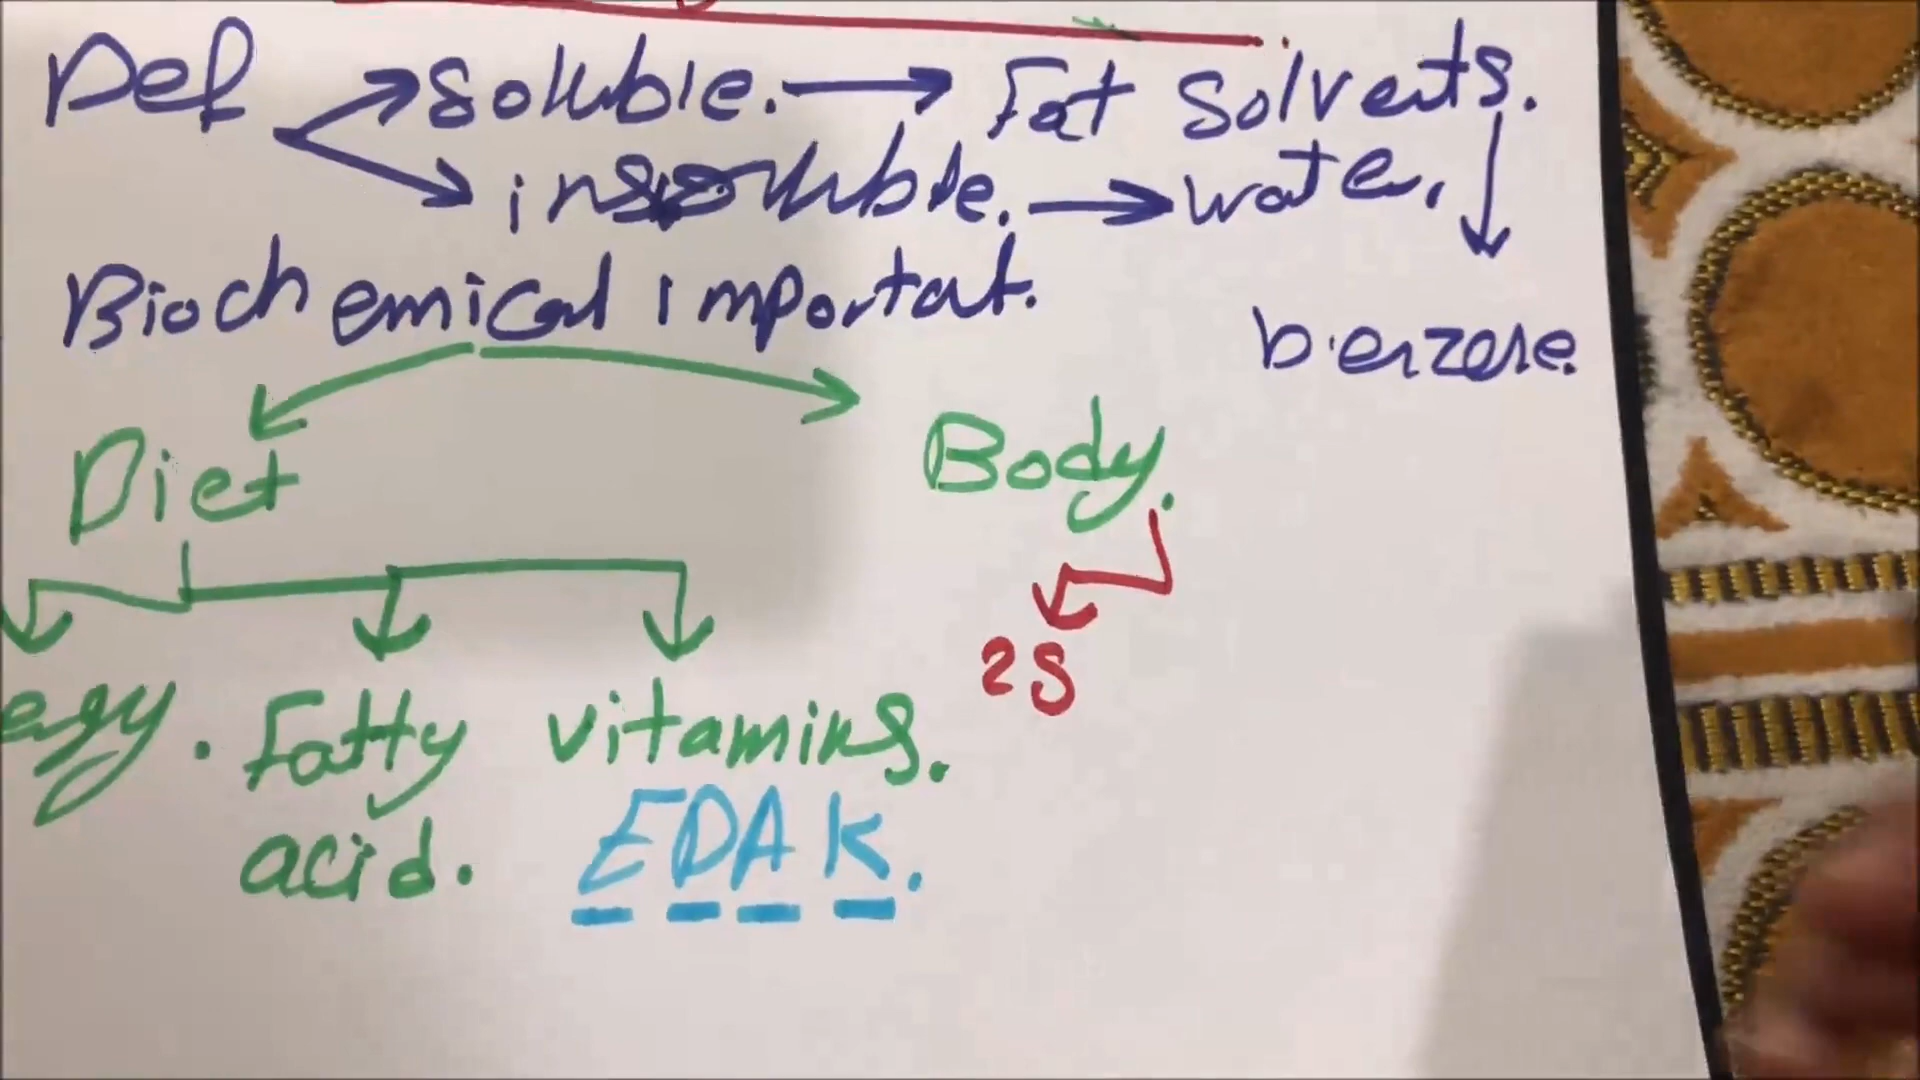 Def soluble. Fat solvents.
insoluble. water.
Biochemical importat. benzene.
Diet Body.
egy. Fatty vitamins. 2S
acid. EDAK.